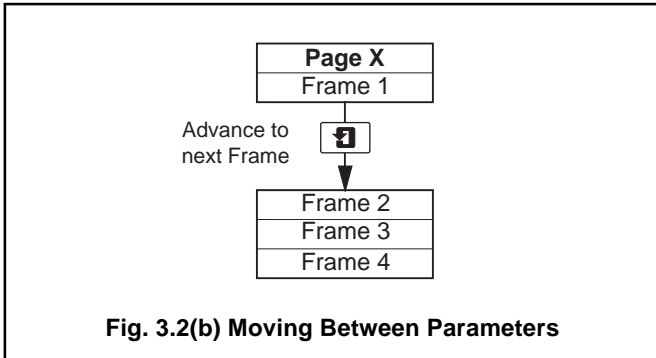 Page X
Frame 1
Advance to
next Frame
Frame 2
Frame 3
Frame 4
Fig. 3.2(b) Moving Between Parameters